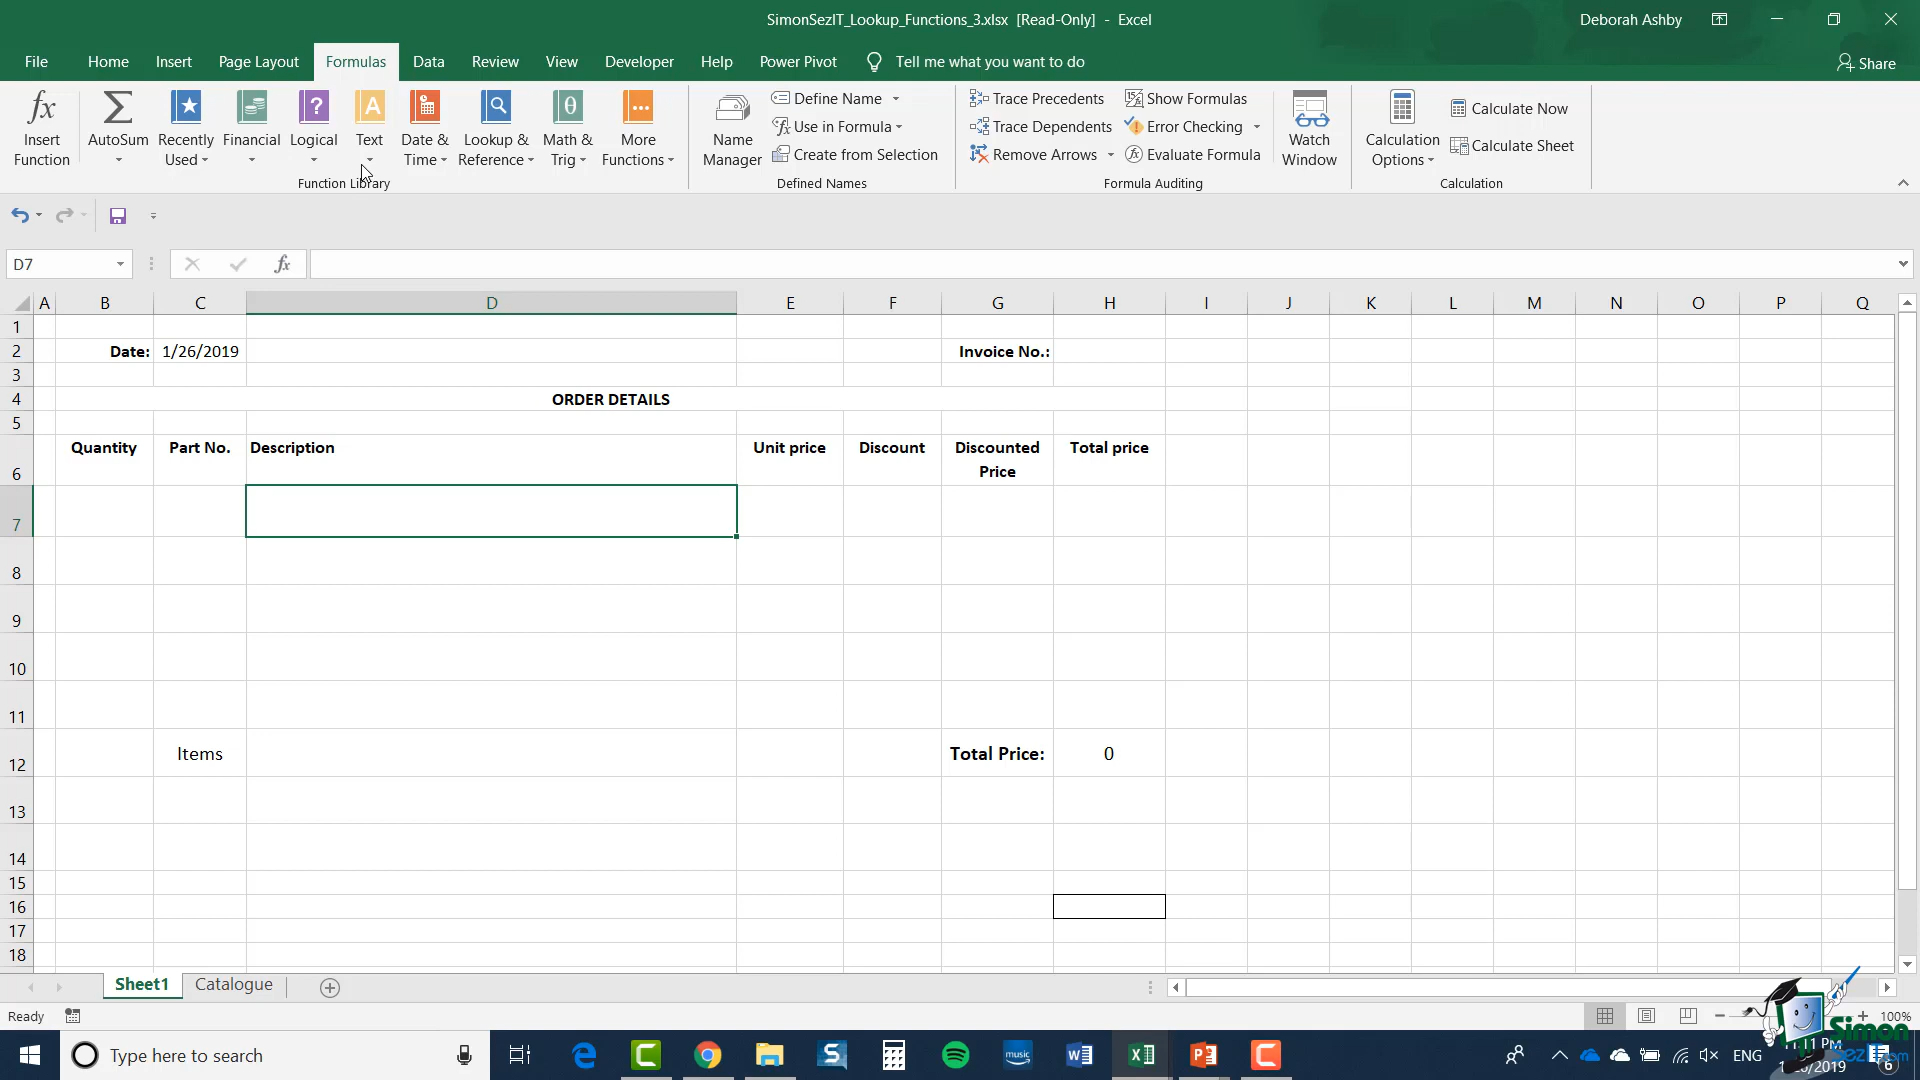 SimonSezIT_Lookup_Functions_3.xlsx [Read-Only] - Excel
Deborah Ashby
File Home Insert Page Layout Formulas Data Review View Developer Help Power Pivot Tell me what you want to do
Share
Insert Function
AutoSum
Recently Used
Financial
Logical
Text
Date & Time
Lookup & Reference
Math & Trig
More Functions
Function Library
Name Manager
Define Name
Use in Formula
Create from Selection
Defined Names
Trace Precedents
Trace Dependents
Remove Arrows
Show Formulas
Error Checking
Evaluate Formula
Formula Auditing
Watch Window
Calculation Options
Calculate Now
Calculate Sheet
Calculation
D7
fx
A B C D E F G H I J K L M N O P Q
1
2 Date: 1/26/2019 Invoice No.:
3
4 ORDER DETAILS
5
6 Quantity Part No. Description Unit price Discount Discounted Price Total price
7
8
9
10
11
12 Items Total Price: 0
13
14
15
16
17
18
Sheet1 Catalogue
Ready
100%
Type here to search
music
ENG
6
Simon